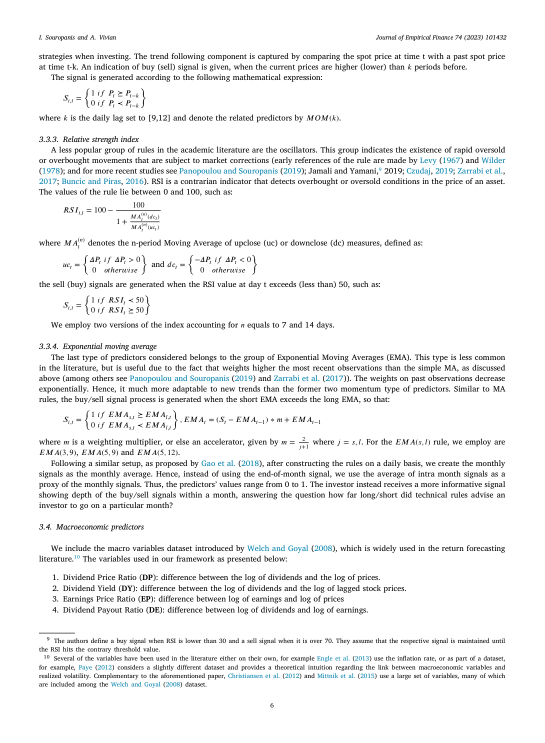 I. Souropanis and A. Vivian
Journal of Empirical Finance 74 (2023) 101432
strategies when investing. The trend following component is captured by comparing the spot price at time t with a past spot price
at time t-k. An indication of buy (sell) signal is given, when the current prices are higher (lower) than k periods before.
The signal is generated according to the following mathematical expression:
S_{i,t} = { 1 if P_t ≥ P_{t−k}
0 if P_t < P_{t−k} }
where k is the daily lag set to [9,12] and denote the related predictors by MOM(k).
3.3.3. Relative strength index
A less popular group of rules in the academic literature are the oscillators. This group indicates the existence of rapid oversold
or overbought movements that are subject to market corrections (early references of the rule are made by Levy (1967) and Wilder
(1978); and for more recent studies see Panopoulou and Souropanis (2019); Jamali and Yamani,⁹ 2019; Czudaj, 2019; Zarrabi et al.,
2017; Buncic and Piras, 2016). RSI is a contrarian indicator that detects overbought or oversold conditions in the price of an asset.
The values of the rule lie between 0 and 100, such as:
RSI_{i,t} = 100 − 100 / (1 + MA_t^{(n)}(dc_t) / MA_t^{(n)}(uc_t))
where MA_t^{(n)} denotes the n-period Moving Average of upclose (uc) or downclose (dc) measures, defined as:
uc_t = { ΔP_t if ΔP_t > 0
0 otherwise } and dc_t = { −ΔP_t if ΔP_t < 0
0 otherwise }
the sell (buy) signals are generated when the RSI value at day t exceeds (less than) 50, such as:
S_{i,t} = { 1 if RSI_t < 50
0 if RSI_t ≥ 50 }
We employ two versions of the index accounting for n equals to 7 and 14 days.
3.3.4. Exponential moving average
The last type of predictors considered belongs to the group of Exponential Moving Averages (EMA). This type is less common
in the literature, but is useful due to the fact that weights higher the most recent observations than the simple MA, as discussed
above (among others see Panopoulou and Souropanis (2019) and Zarrabi et al. (2017)). The weights on past observations decrease
exponentially. Hence, it much more adaptable to new trends than the former two momentum type of predictors. Similar to MA
rules, the buy/sell signal process is generated when the short EMA exceeds the long EMA, so that:
S_{i,t} = { 1 if EMA_{s,t} ≥ EMA_{l,t}
0 if EMA_{s,t} < EMA_{l,t} }, EMA_t = (S_t − EMA_{t−1}) * m + EMA_{t−1}
where m is a weighting multiplier, or else an accelerator, given by m = 2/(j+1) where j = s,l. For the EMA(s,l) rule, we employ are
EMA(3,9), EMA(5,9) and EMA(5,12).
Following a similar setup, as proposed by Gao et al. (2018), after constructing the rules on a daily basis, we create the monthly
signals as the monthly average. Hence, instead of using the end-of-month signal, we use the average of intra month signals as a
proxy of the monthly signals. Thus, the predictors' values range from 0 to 1. The investor instead receives a more informative signal
showing depth of the buy/sell signals within a month, answering the question how far long/short did technical rules advise an
investor to go on a particular month?
3.4. Macroeconomic predictors
We include the macro variables dataset introduced by Welch and Goyal (2008), which is widely used in the return forecasting
literature.¹⁰ The variables used in our framework as presented below:
1. Dividend Price Ratio (DP): difference between the log of dividends and the log of prices.
2. Dividend Yield (DY): difference between the log of dividends and the log of lagged stock prices.
3. Earnings Price Ratio (EP): difference between log of earnings and log of prices
4. Dividend Payout Ratio (DE): difference between log of dividends and log of earnings.
⁹ The authors define a buy signal when RSI is lower than 30 and a sell signal when it is over 70. They assume that the respective signal is maintained until
the RSI hits the contrary threshold value.
¹⁰ Several of the variables have been used in the literature either on their own, for example Engle et al. (2013) use the inflation rate, or as part of a dataset,
for example, Paye (2012) considers a slightly different dataset and provides a theoretical intuition regarding the link between macroeconomic variables and
realized volatility. Complementary to the aforementioned paper, Christiansen et al. (2012) and Mittnik et al. (2015) use a large set of variables, many of which
are included among the Welch and Goyal (2008) dataset.
6